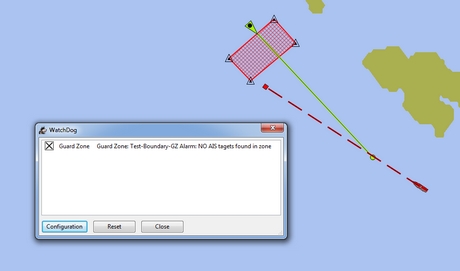 WatchDog
Guard Zone Guard Zone: Test-Boundary-GZ Alarm: NO AIS tagets found in zone
Configuration Reset Close